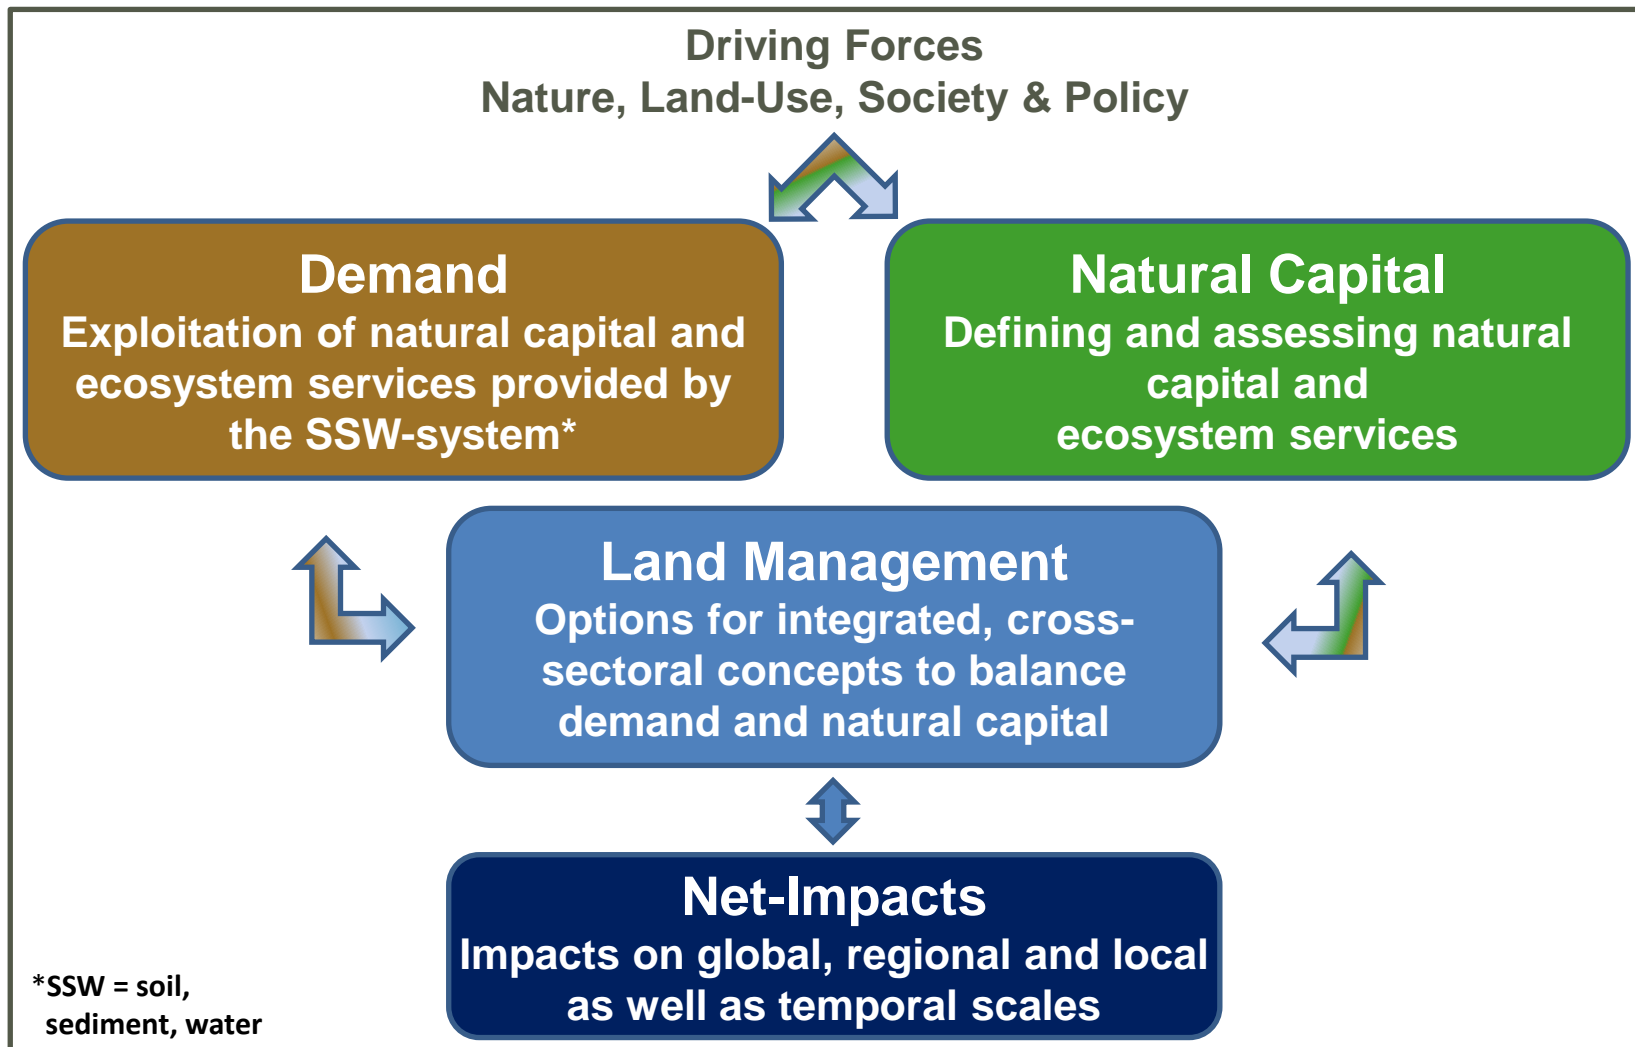 Driving Forces
Nature, Land-Use, Society & Policy
Demand
Exploitation of natural capital and
ecosystem services provided by
the SSW-system*
Natural Capital
Defining and assessing natural
capital and
ecosystem services
Land Management
Options for integrated, cross-
sectoral concepts to balance
demand and natural capital
Net-Impacts
Impacts on global, regional and local
as well as temporal scales
*SSW = soil,
sediment, water